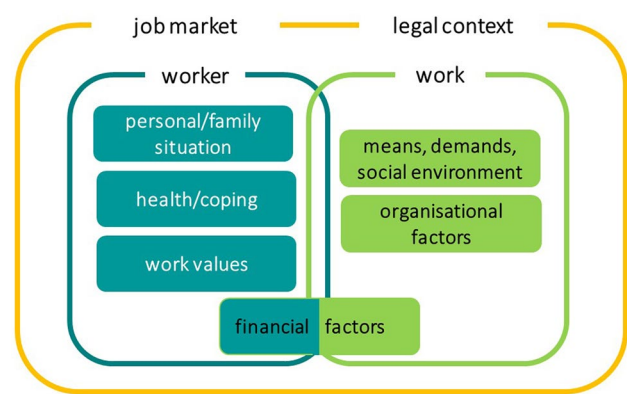 job market
legal context
worker
work
personal/family
situation
health/coping
work values
means, demands,
social environment
organisational
factors
financial factors